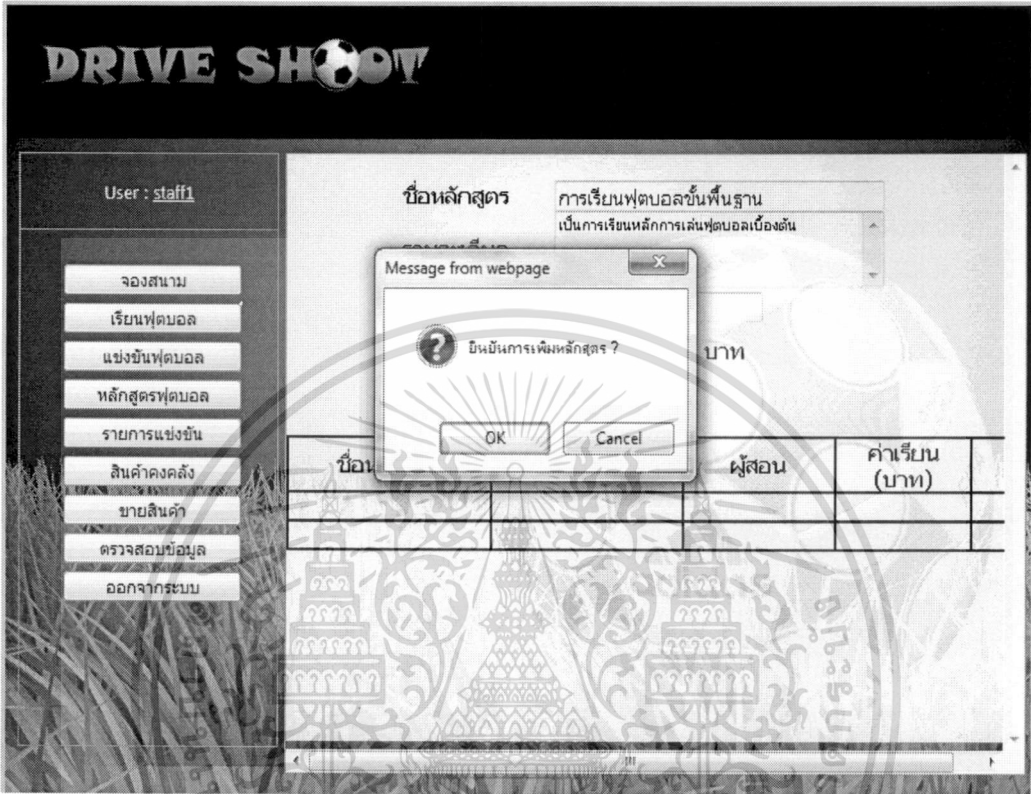 DRIVE SHOOT
User : staff1
จองสนาม
เรียนฟุตบอล
แข่งขันฟุตบอล
หลักสูตรฟุตบอล
รายการแข่งขัน
สินค้าคงคลัง
ขายสินค้า
ตรวจสอบข้อมูล
ออกจากระบบ
ชื่อหลักสูตร
การเรียนฟุตบอลขั้นพื้นฐาน
เป็นการเรียนหลักการเล่นฟุตบอลเบื้องต้น
Message from webpage
ยืนยันการเพิ่มหลักสูตร ?
OK Cancel
บาท
ผู้สอน
ค่าเรียน
(บาท)